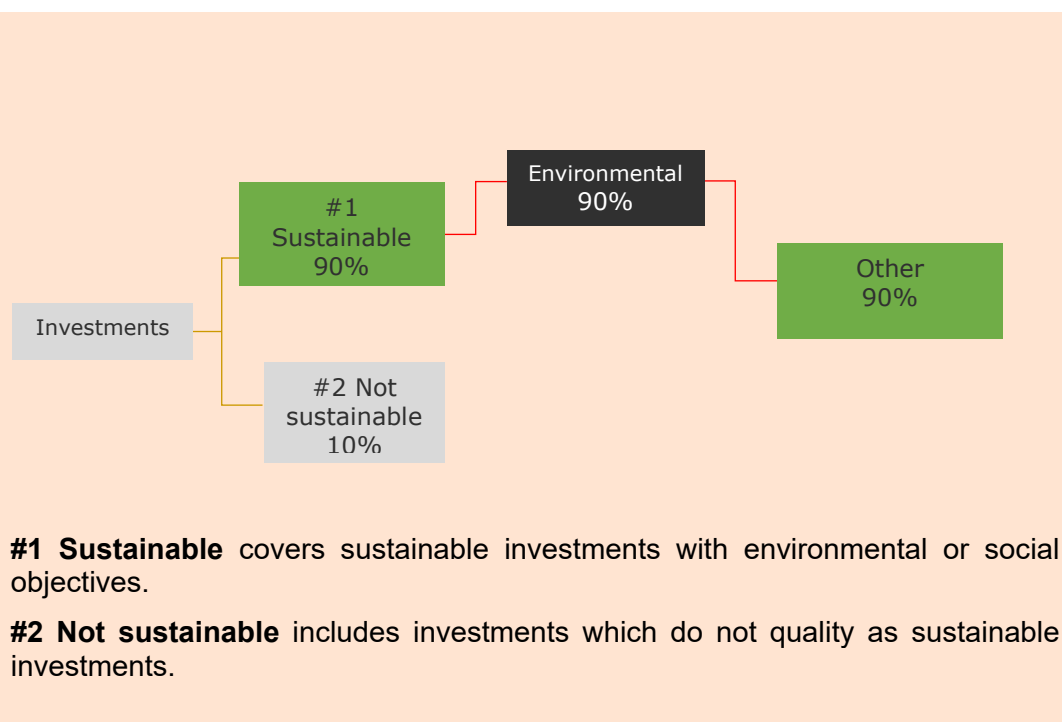 Environmental
90%
#1
Sustainable
90%
Other
90%
Investments
#2 Not
sustainable
10%
#1 Sustainable covers sustainable investments with environmental or social
objectives.
#2 Not sustainable includes investments which do not quality as sustainable
investments.